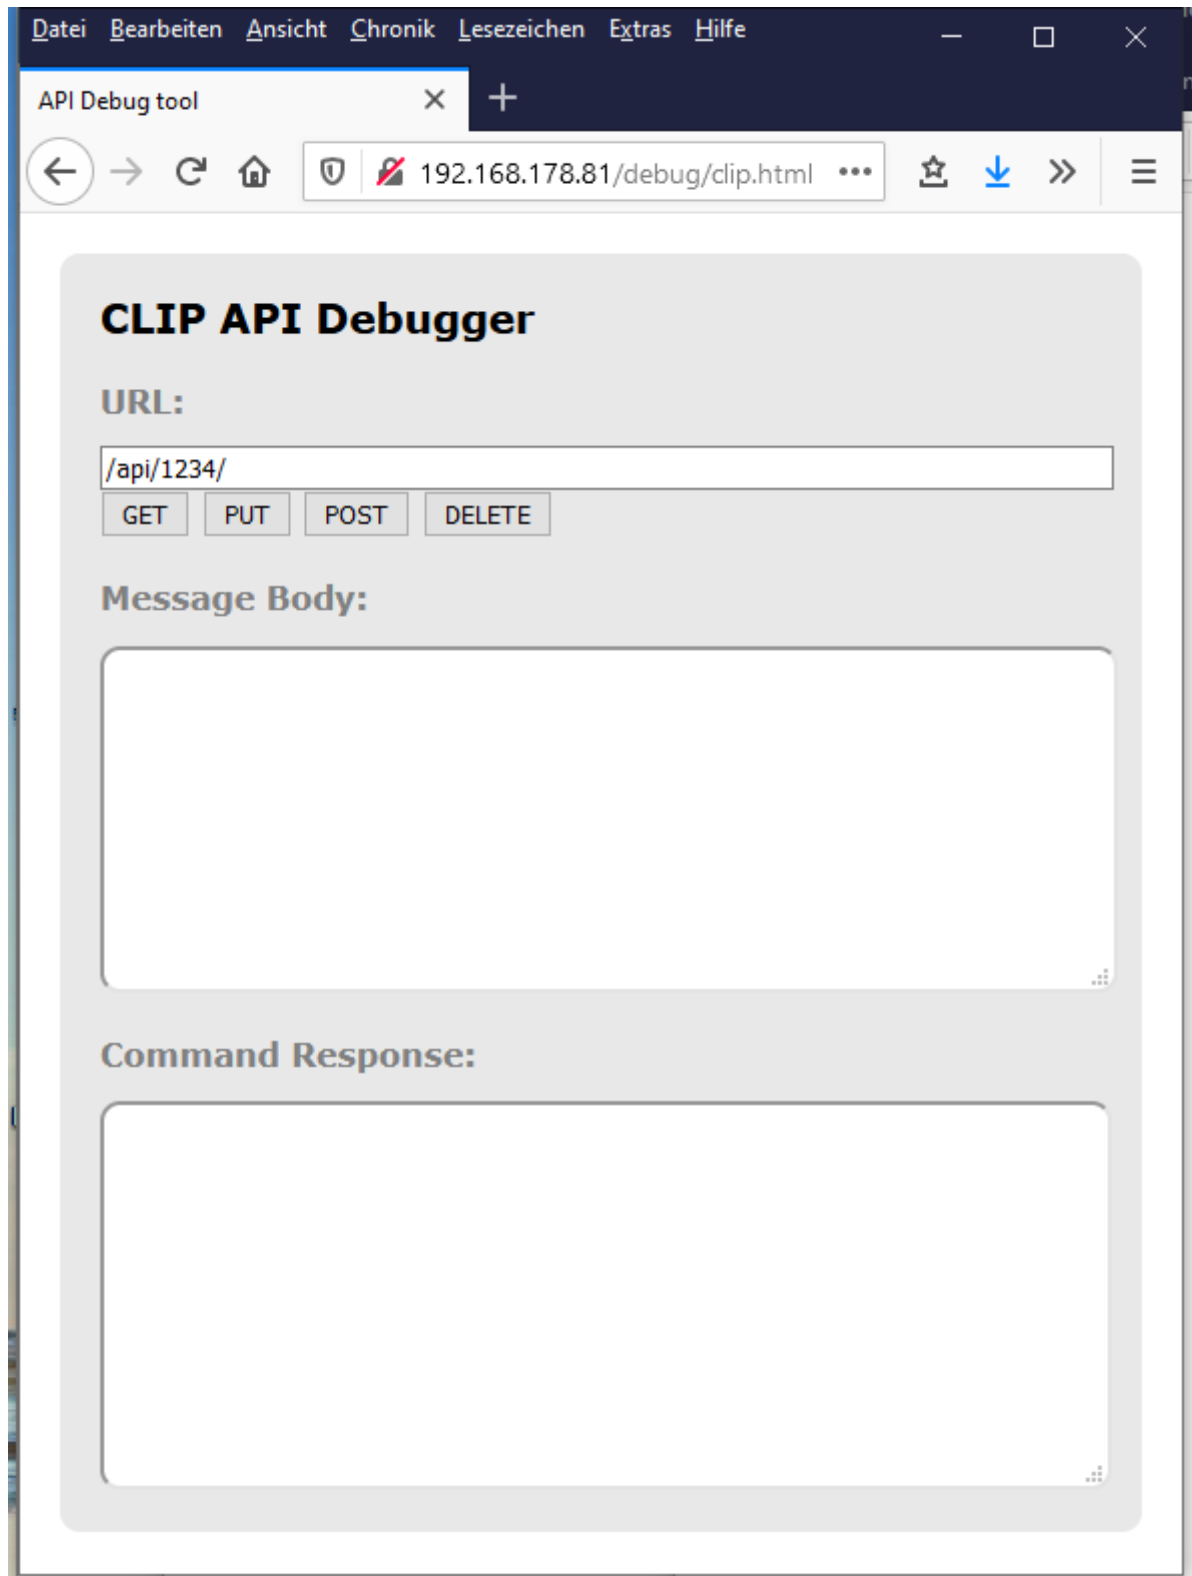 Datei Bearbeiten Ansicht Chronik Lesezeichen Extras Hilfe
API Debug tool
192.168.178.81/debug/clip.html
CLIP API Debugger
URL:
/api/1234/
GET PUT POST DELETE
Message Body:
Command Response: